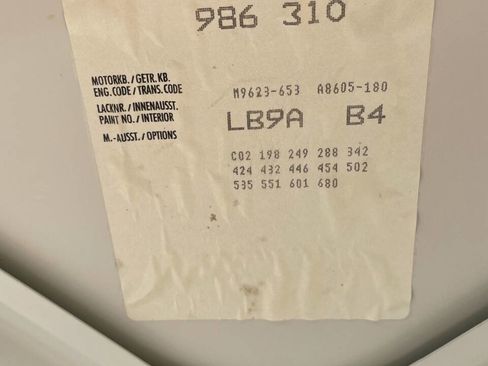 986 310
MOTORKB./GETR.KB.
ENG.CODE/TRANS.CODE
M9623-653 A8605-180
LACKNR./INNENAUSST.
PAINT NO./INTERIOR
LB9A B4
M.-AUSST./OPTIONS
C02 198 249 288 342
424 432 446 454 502
535 551 601 680